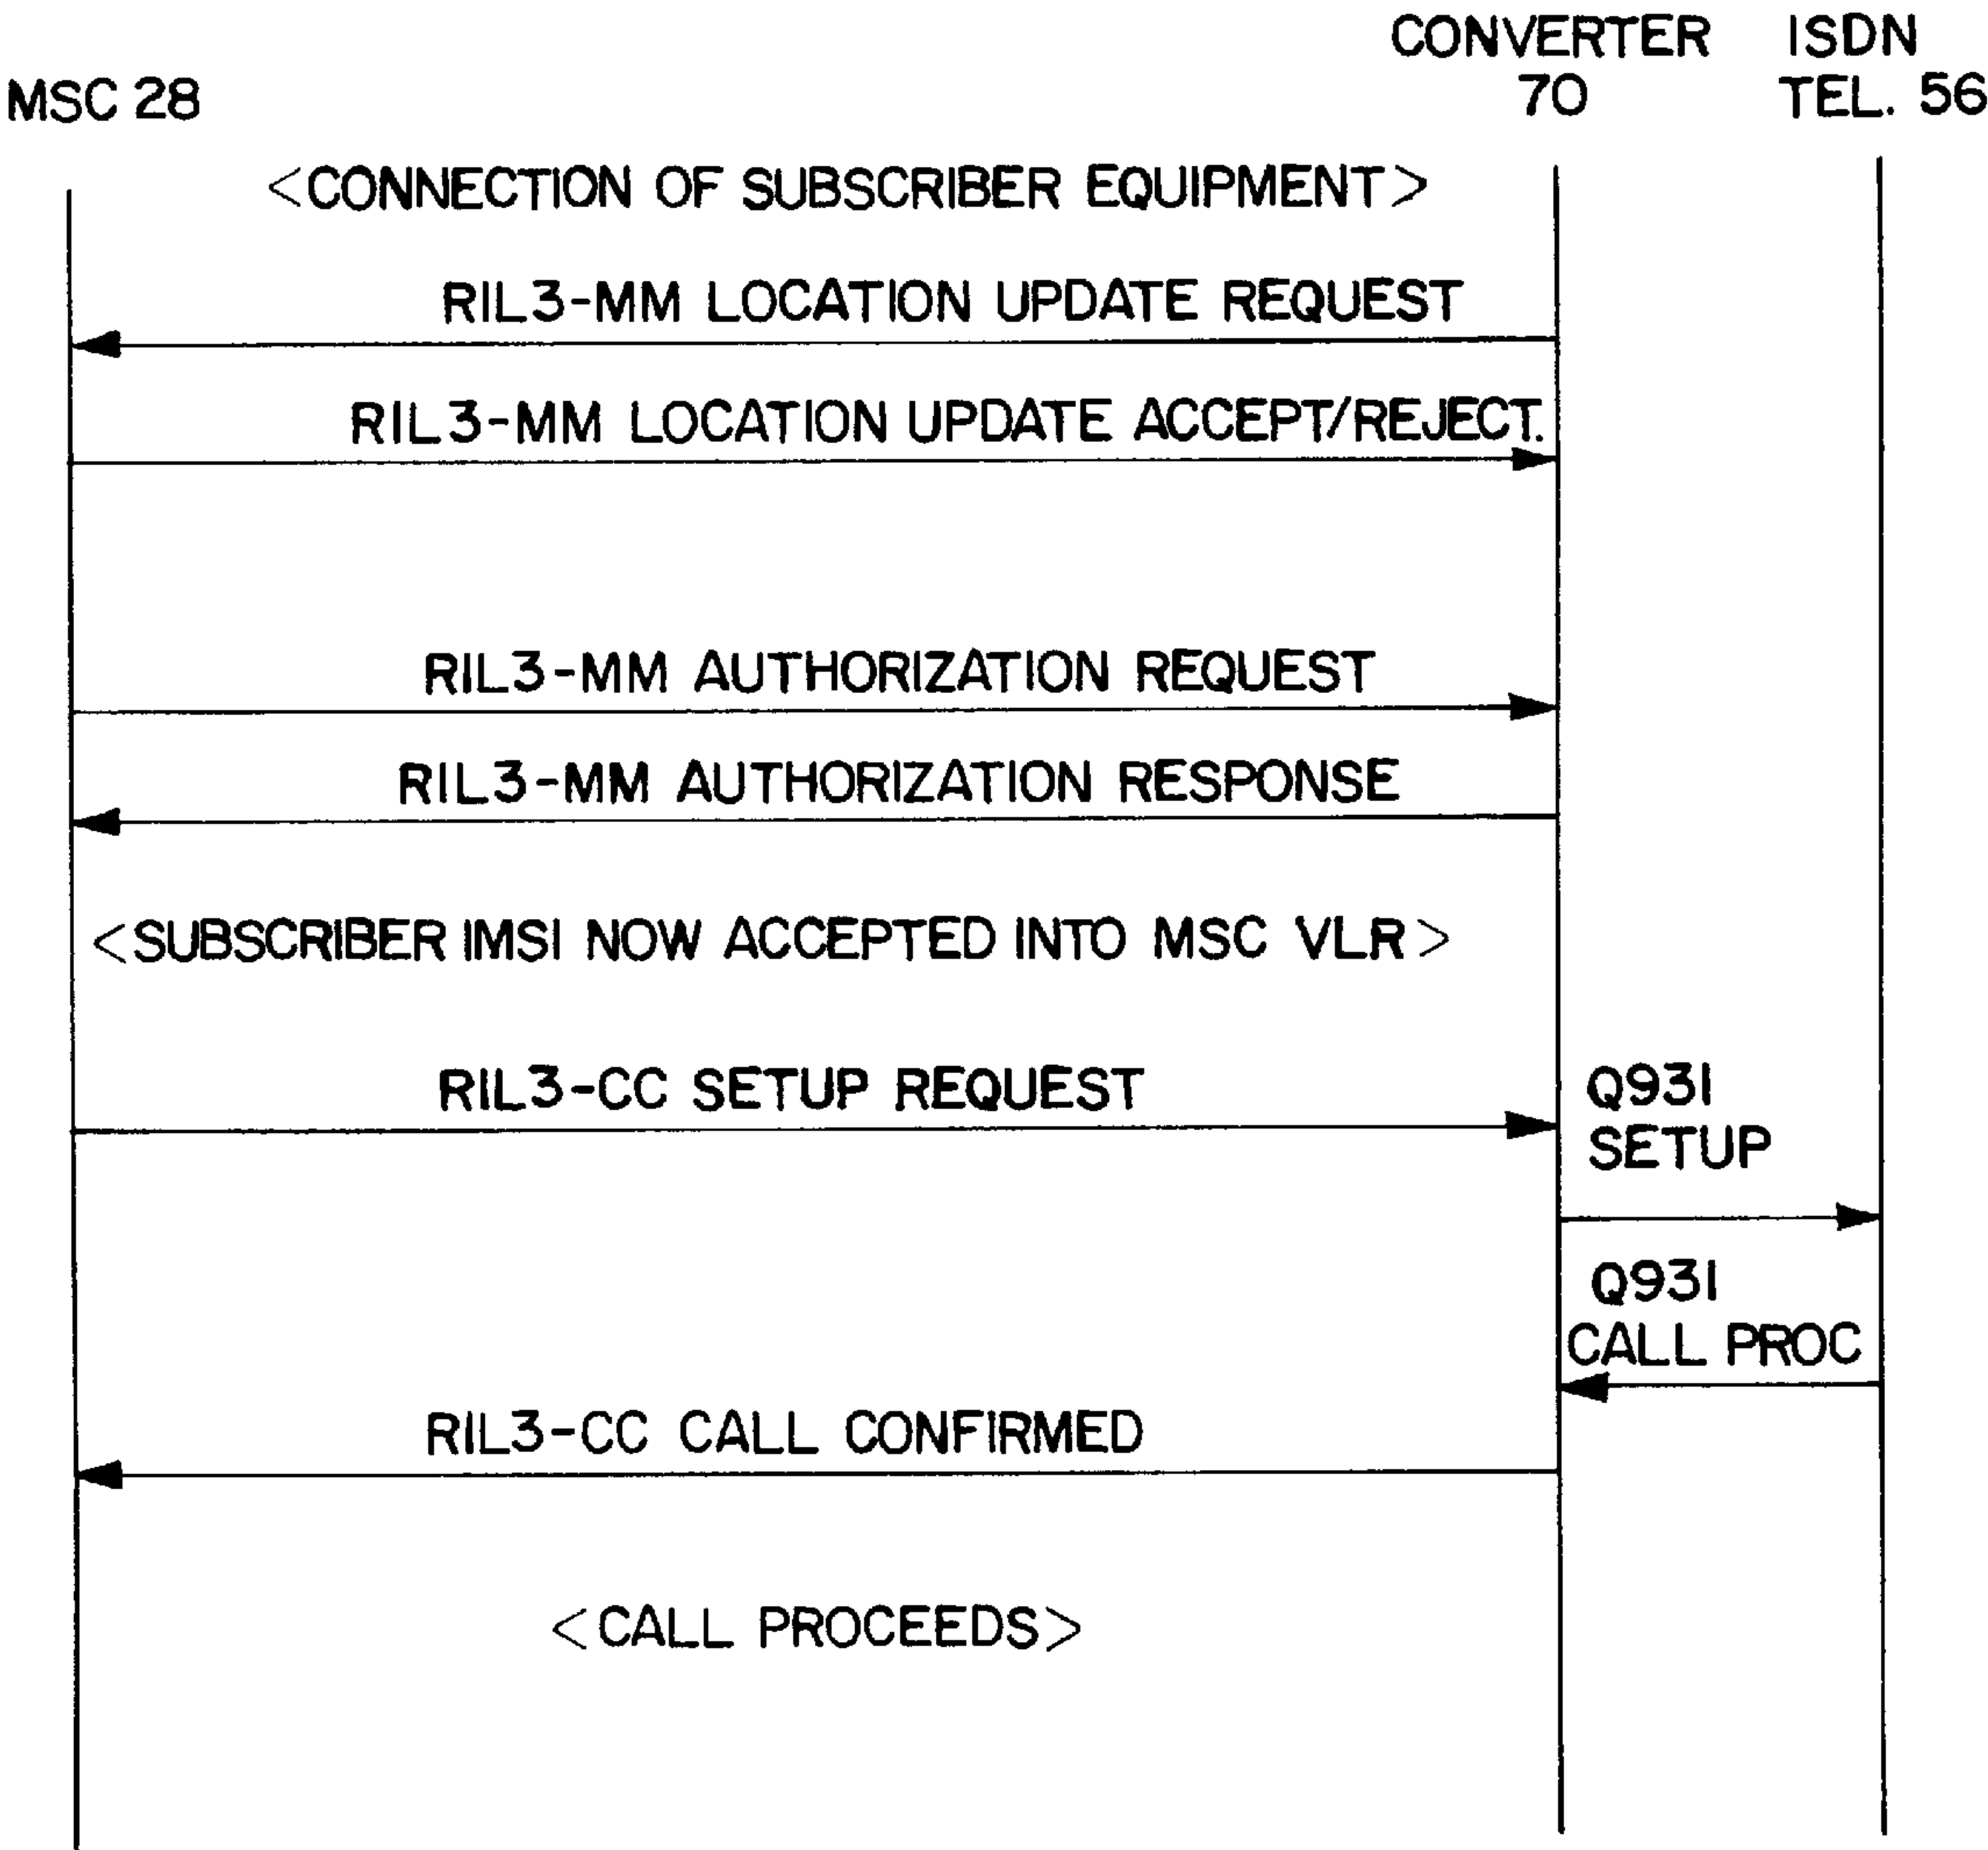 CONVERTER ISDN
MSC 28 70 TEL. 56
<CONNECTION OF SUBSCRIBER EQUIPMENT>
RIL3-MM LOCATION UPDATE REQUEST
RIL3-MM LOCATION UPDATE ACCEPT/REJECT.
RIL3-MM AUTHORIZATION REQUEST
RIL3-MM AUTHORIZATION RESPONSE
<SUBSCRIBER IMSI NOW ACCEPTED INTO MSC VLR>
RIL3-CC SETUP REQUEST
Q931
SETUP
Q931
CALL PROC
RIL3-CC CALL CONFIRMED
<CALL PROCEEDS>